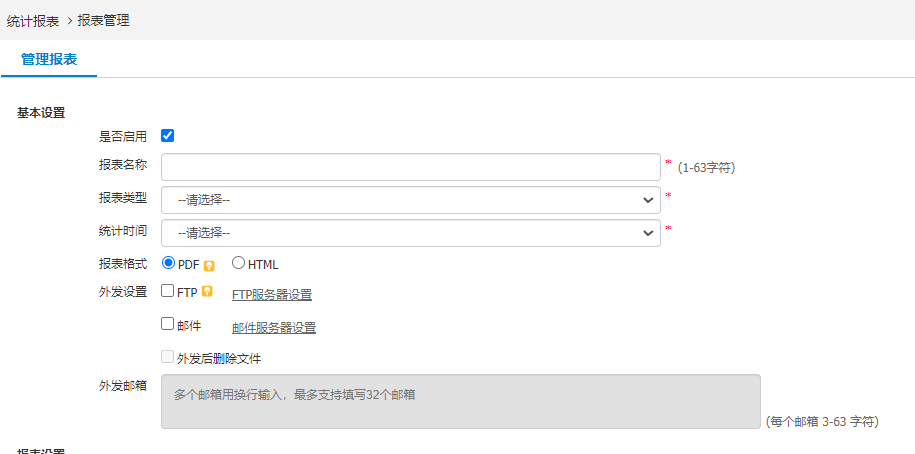 统计报表 > 报表管理
管理报表
基本设置
是否启用
报表名称 * (1-63字符)
报表类型 --请选择-- *
统计时间 --请选择-- *
报表格式 PDF HTML
外发设置 FTP FTP服务器设置
邮件 邮件服务器设置
外发后删除文件
外发邮箱 多个邮箱用换行输入，最多支持填写32个邮箱 (每个邮箱 3-63 字符)
报表设置